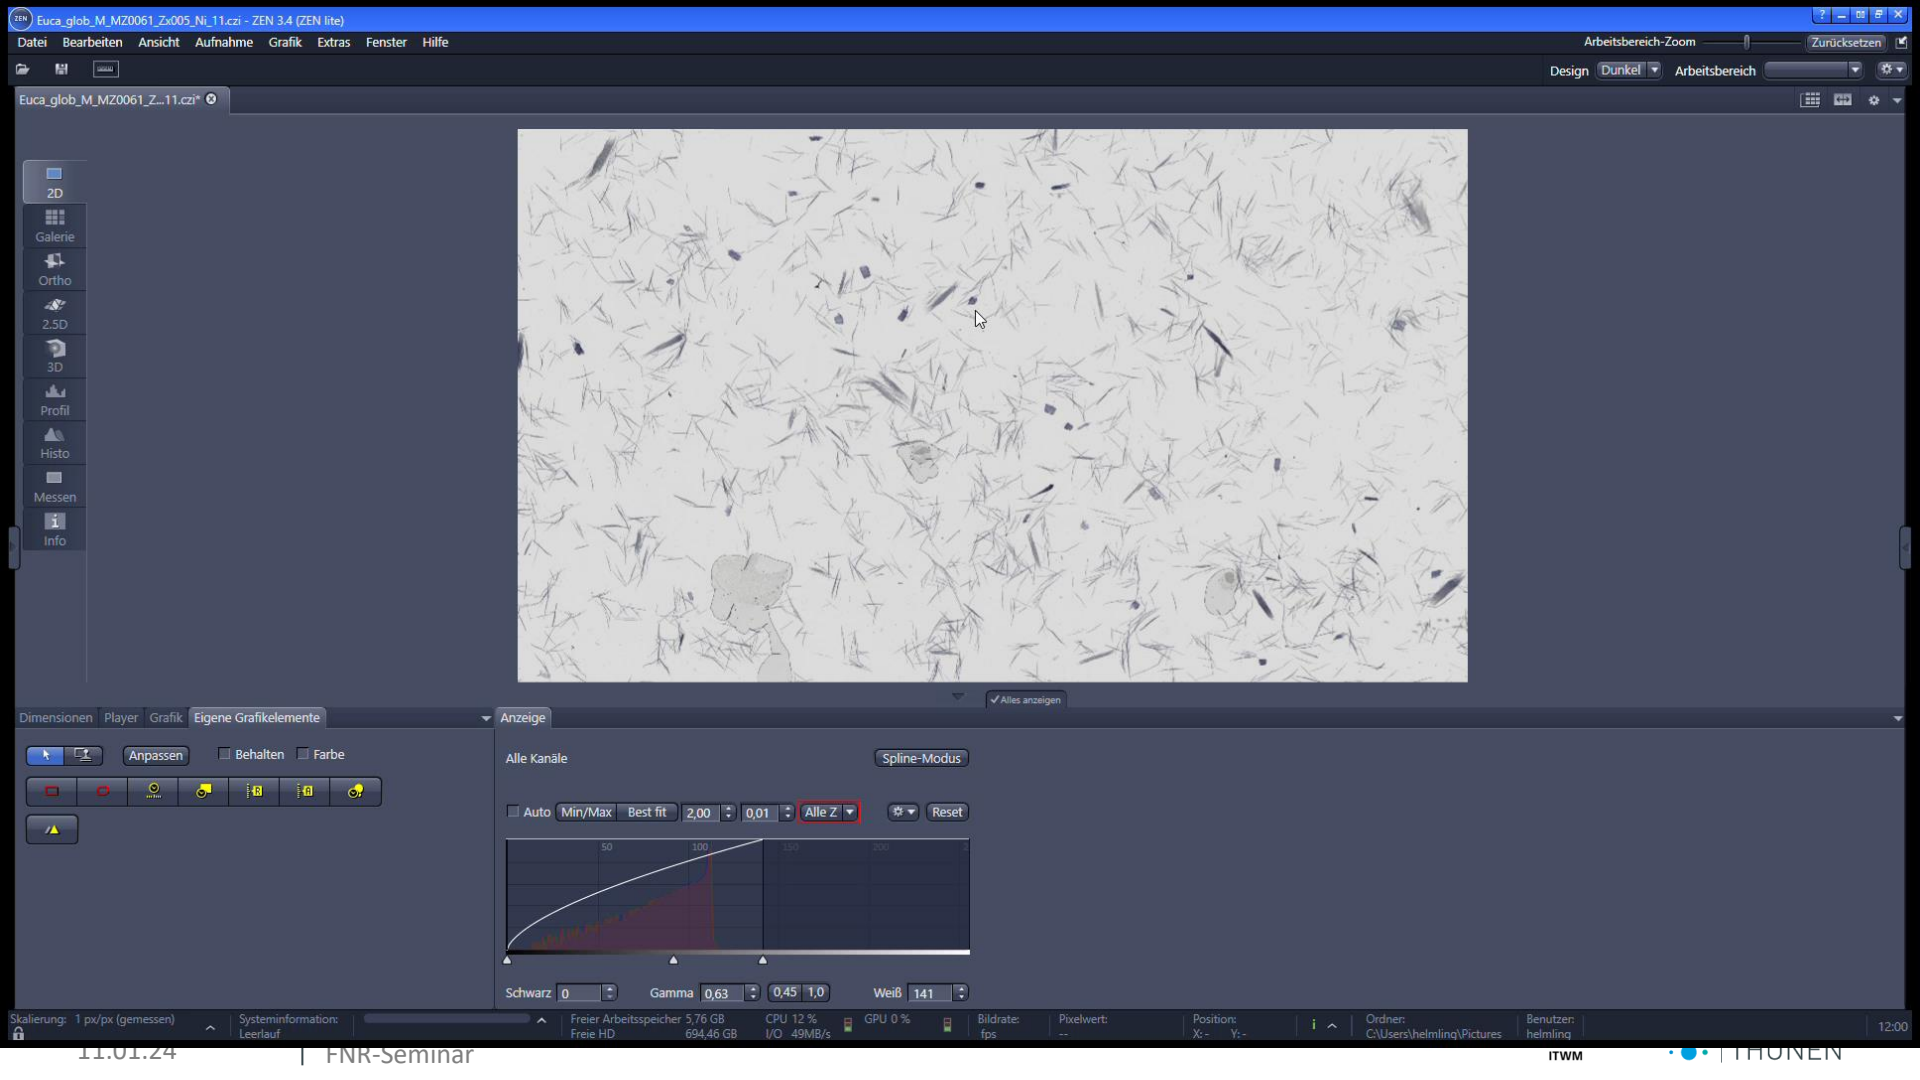 ZEN Euca_glob_M_MZ0061_Zx005_Ni_11.czi - ZEN 3.4 (ZEN lite)
Datei Bearbeiten Ansicht Aufnahme Grafik Extras Fenster Hilfe
Arbeitsbereich-Zoom Zurücksetzen
Design Dunkel Arbeitsbereich
Euca_glob_M_MZ0061_Z...11.czi*
2D
Galerie
Ortho
2.5D
3D
Profil
Histo
Messen
Info
Alles anzeigen
Dimensionen Player Grafik Eigene Grafikelemente
Anzeige
Anpassen Behalten Farbe
Alle Kanäle Spline-Modus
Auto Min/Max Best fit 2,00 0,01 Alle Z Reset
50 100 150 200
Schwarz 0 Gamma 0,63 0,45 1,0 Weiß 141
Skalierung: 1 px/px (gemessen)
Systeminformation:
Leerlauf
Freier Arbeitsspeicher 5,76 GB
Freie HD 694,46 GB
CPU 12 %
I/O 49MB/s
GPU 0 %
Bildrate:
fps
Pixelwert:
--
Position:
X: - Y: -
Ordner:
C:\Users\helmling\Pictures
Benutzer:
helmling
12:00
11.01.24 | FNR-Seminar
ITWM
THÜNEN